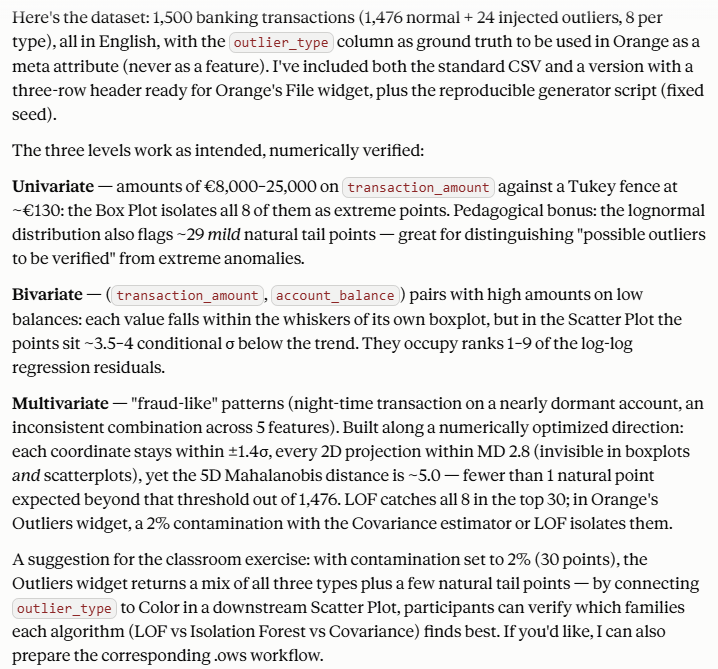 Here's the dataset: 1,500 banking transactions (1,476 normal + 24 injected outliers, 8 per
type), all in English, with the outlier_type column as ground truth to be used in Orange as a
meta attribute (never as a feature). I've included both the standard CSV and a version with a
three-row header ready for Orange's File widget, plus the reproducible generator script (fixed
seed).
The three levels work as intended, numerically verified:
Univariate — amounts of €8,000–25,000 on transaction_amount against a Tukey fence at
~€130: the Box Plot isolates all 8 of them as extreme points. Pedagogical bonus: the lognormal
distribution also flags ~29 mild natural tail points — great for distinguishing "possible outliers
to be verified" from extreme anomalies.
Bivariate — (transaction_amount, account_balance) pairs with high amounts on low
balances: each value falls within the whiskers of its own boxplot, but in the Scatter Plot the
points sit ~3.5–4 conditional σ below the trend. They occupy ranks 1–9 of the log-log
regression residuals.
Multivariate — "fraud-like" patterns (night-time transaction on a nearly dormant account, an
inconsistent combination across 5 features). Built along a numerically optimized direction:
each coordinate stays within ±1.4σ, every 2D projection within MD 2.8 (invisible in boxplots
and scatterplots), yet the 5D Mahalanobis distance is ~5.0 — fewer than 1 natural point
expected beyond that threshold out of 1,476. LOF catches all 8 in the top 30; in Orange's
Outliers widget, a 2% contamination with the Covariance estimator or LOF isolates them.
A suggestion for the classroom exercise: with contamination set to 2% (30 points), the
Outliers widget returns a mix of all three types plus a few natural tail points — by connecting
outlier_type to Color in a downstream Scatter Plot, participants can verify which families
each algorithm (LOF vs Isolation Forest vs Covariance) finds best. If you'd like, I can also
prepare the corresponding .ows workflow.